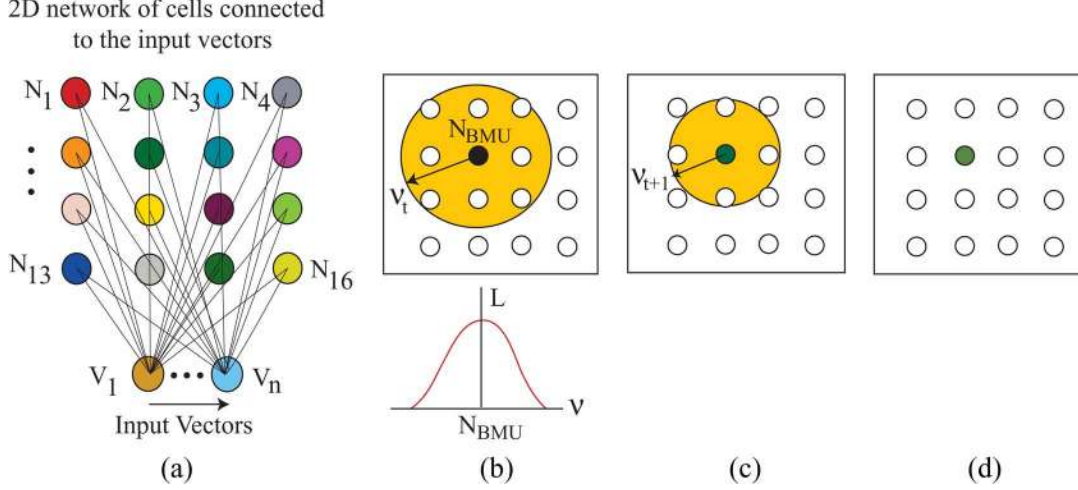 2D network of cells connected
to the input vectors
N1 N2 N3 N4
N13 N16
V1 Vn
Input Vectors
(a)
NBMU
νt
L
ν
NBMU
(b)
νt+1
(c)
(d)